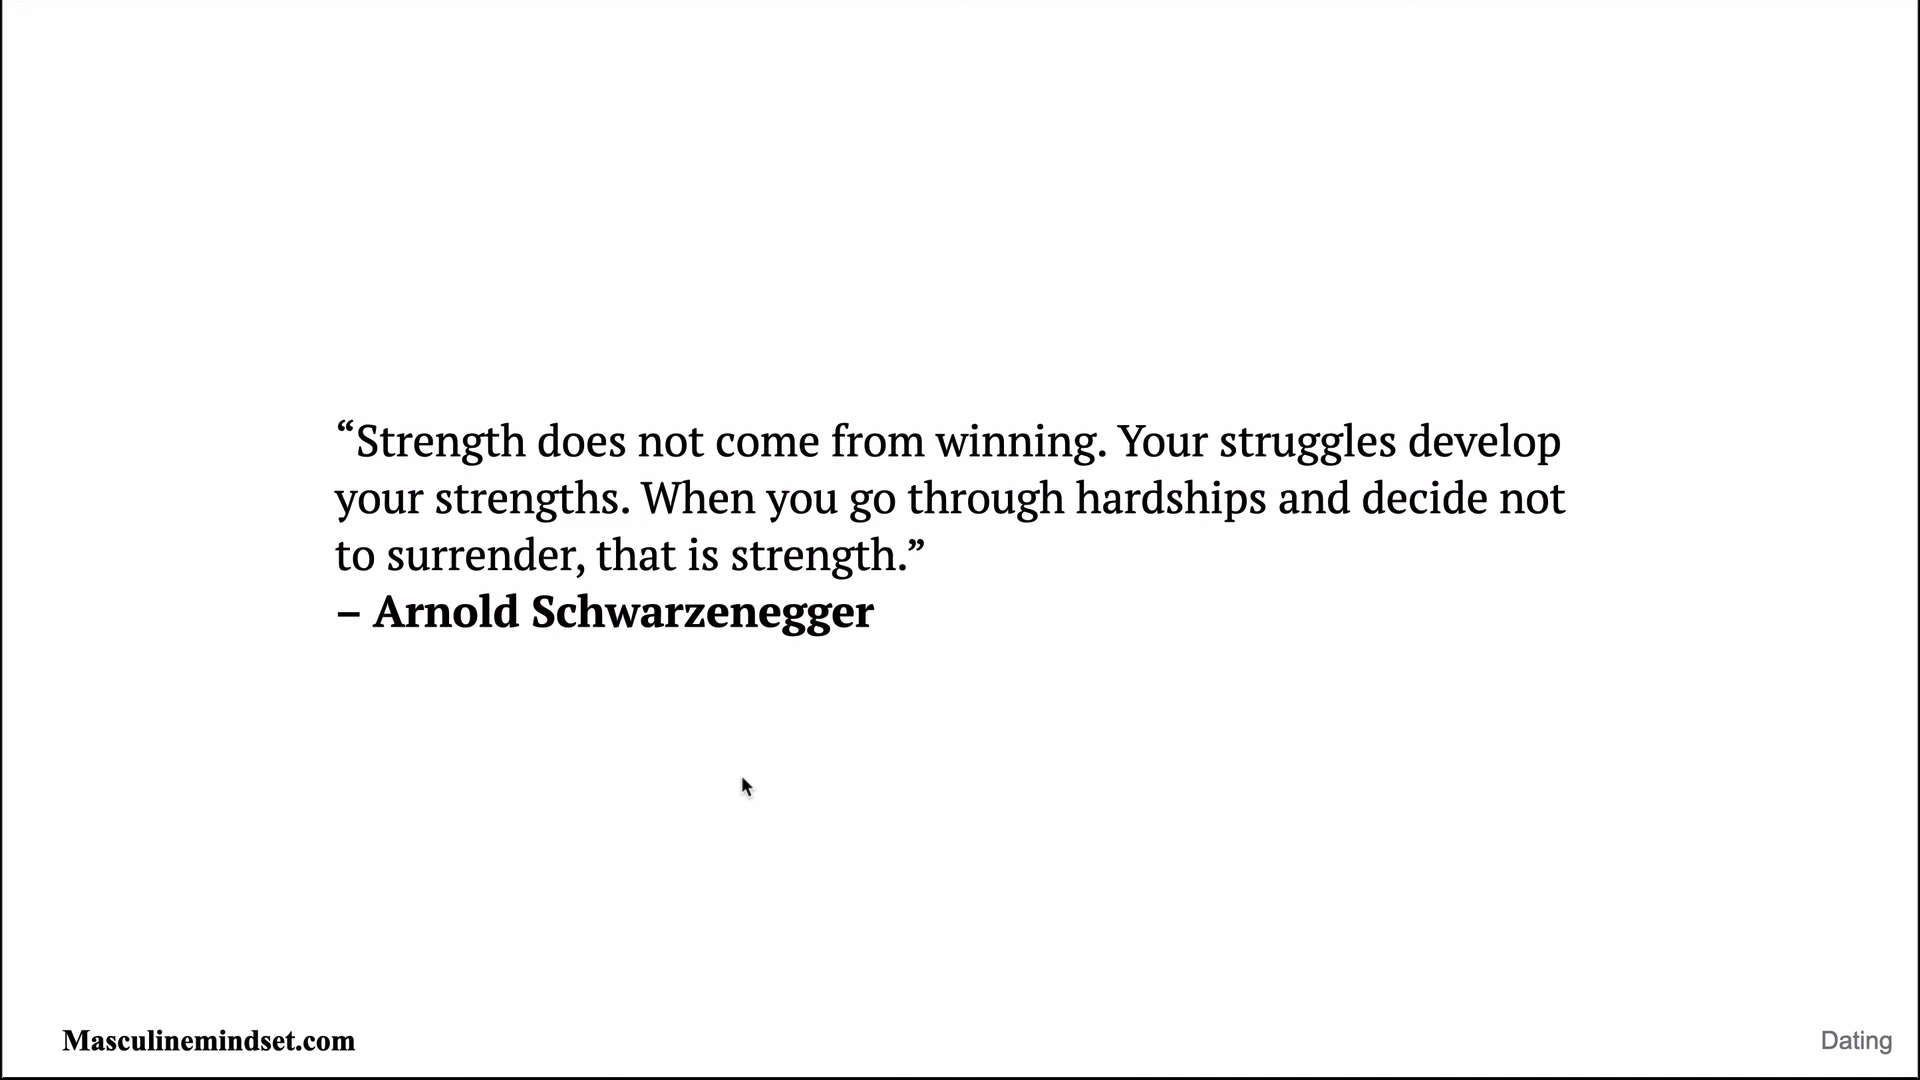 “Strength does not come from winning. Your struggles develop
your strengths. When you go through hardships and decide not
to surrender, that is strength.”
– Arnold Schwarzenegger
Masculinemindset.com
Dating